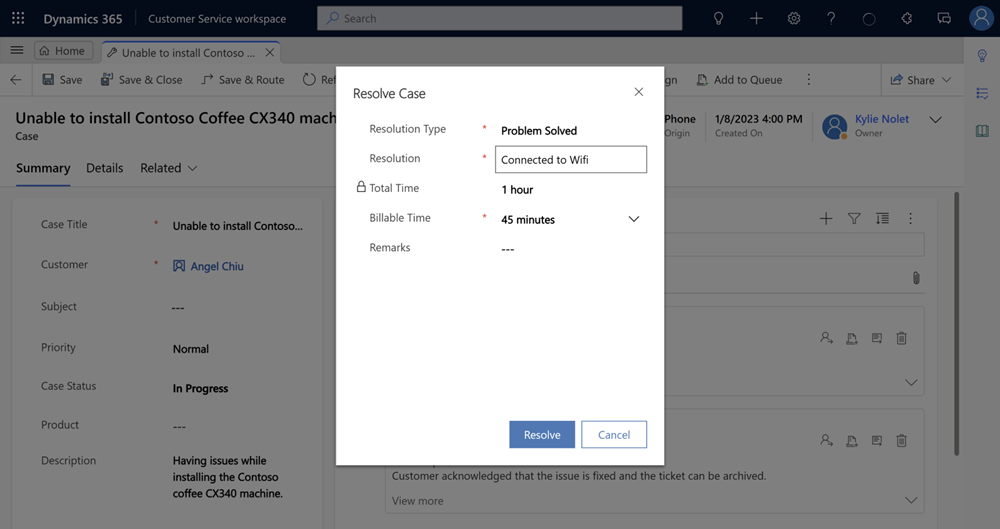 Dynamics 365
Customer Service workspace
Search
Home
Unable to install Contoso ...
Save
Save & Close
Save & Route
Add to Queue
Share
Resolve Case
Unable to install Contoso Coffee CX340
Case
Phone
Origin
1/8/2023 4:00 PM
Created On
Kylie Nolet
Owner
Summary
Details
Related
Case Title * Unable to install Contoso...
Customer * Angel Chiu
Subject ---
Priority Normal
Case Status In Progress
Product ---
Description Having issues while
installing the Contoso
coffee CX340 machine.
Resolution Type * Problem Solved
Resolution * Connected to Wifi
Total Time 1 hour
Billable Time * 45 minutes
Remarks ---
Resolve
Cancel
Customer acknowledged that the issue is fixed and the ticket can be archived.
View more